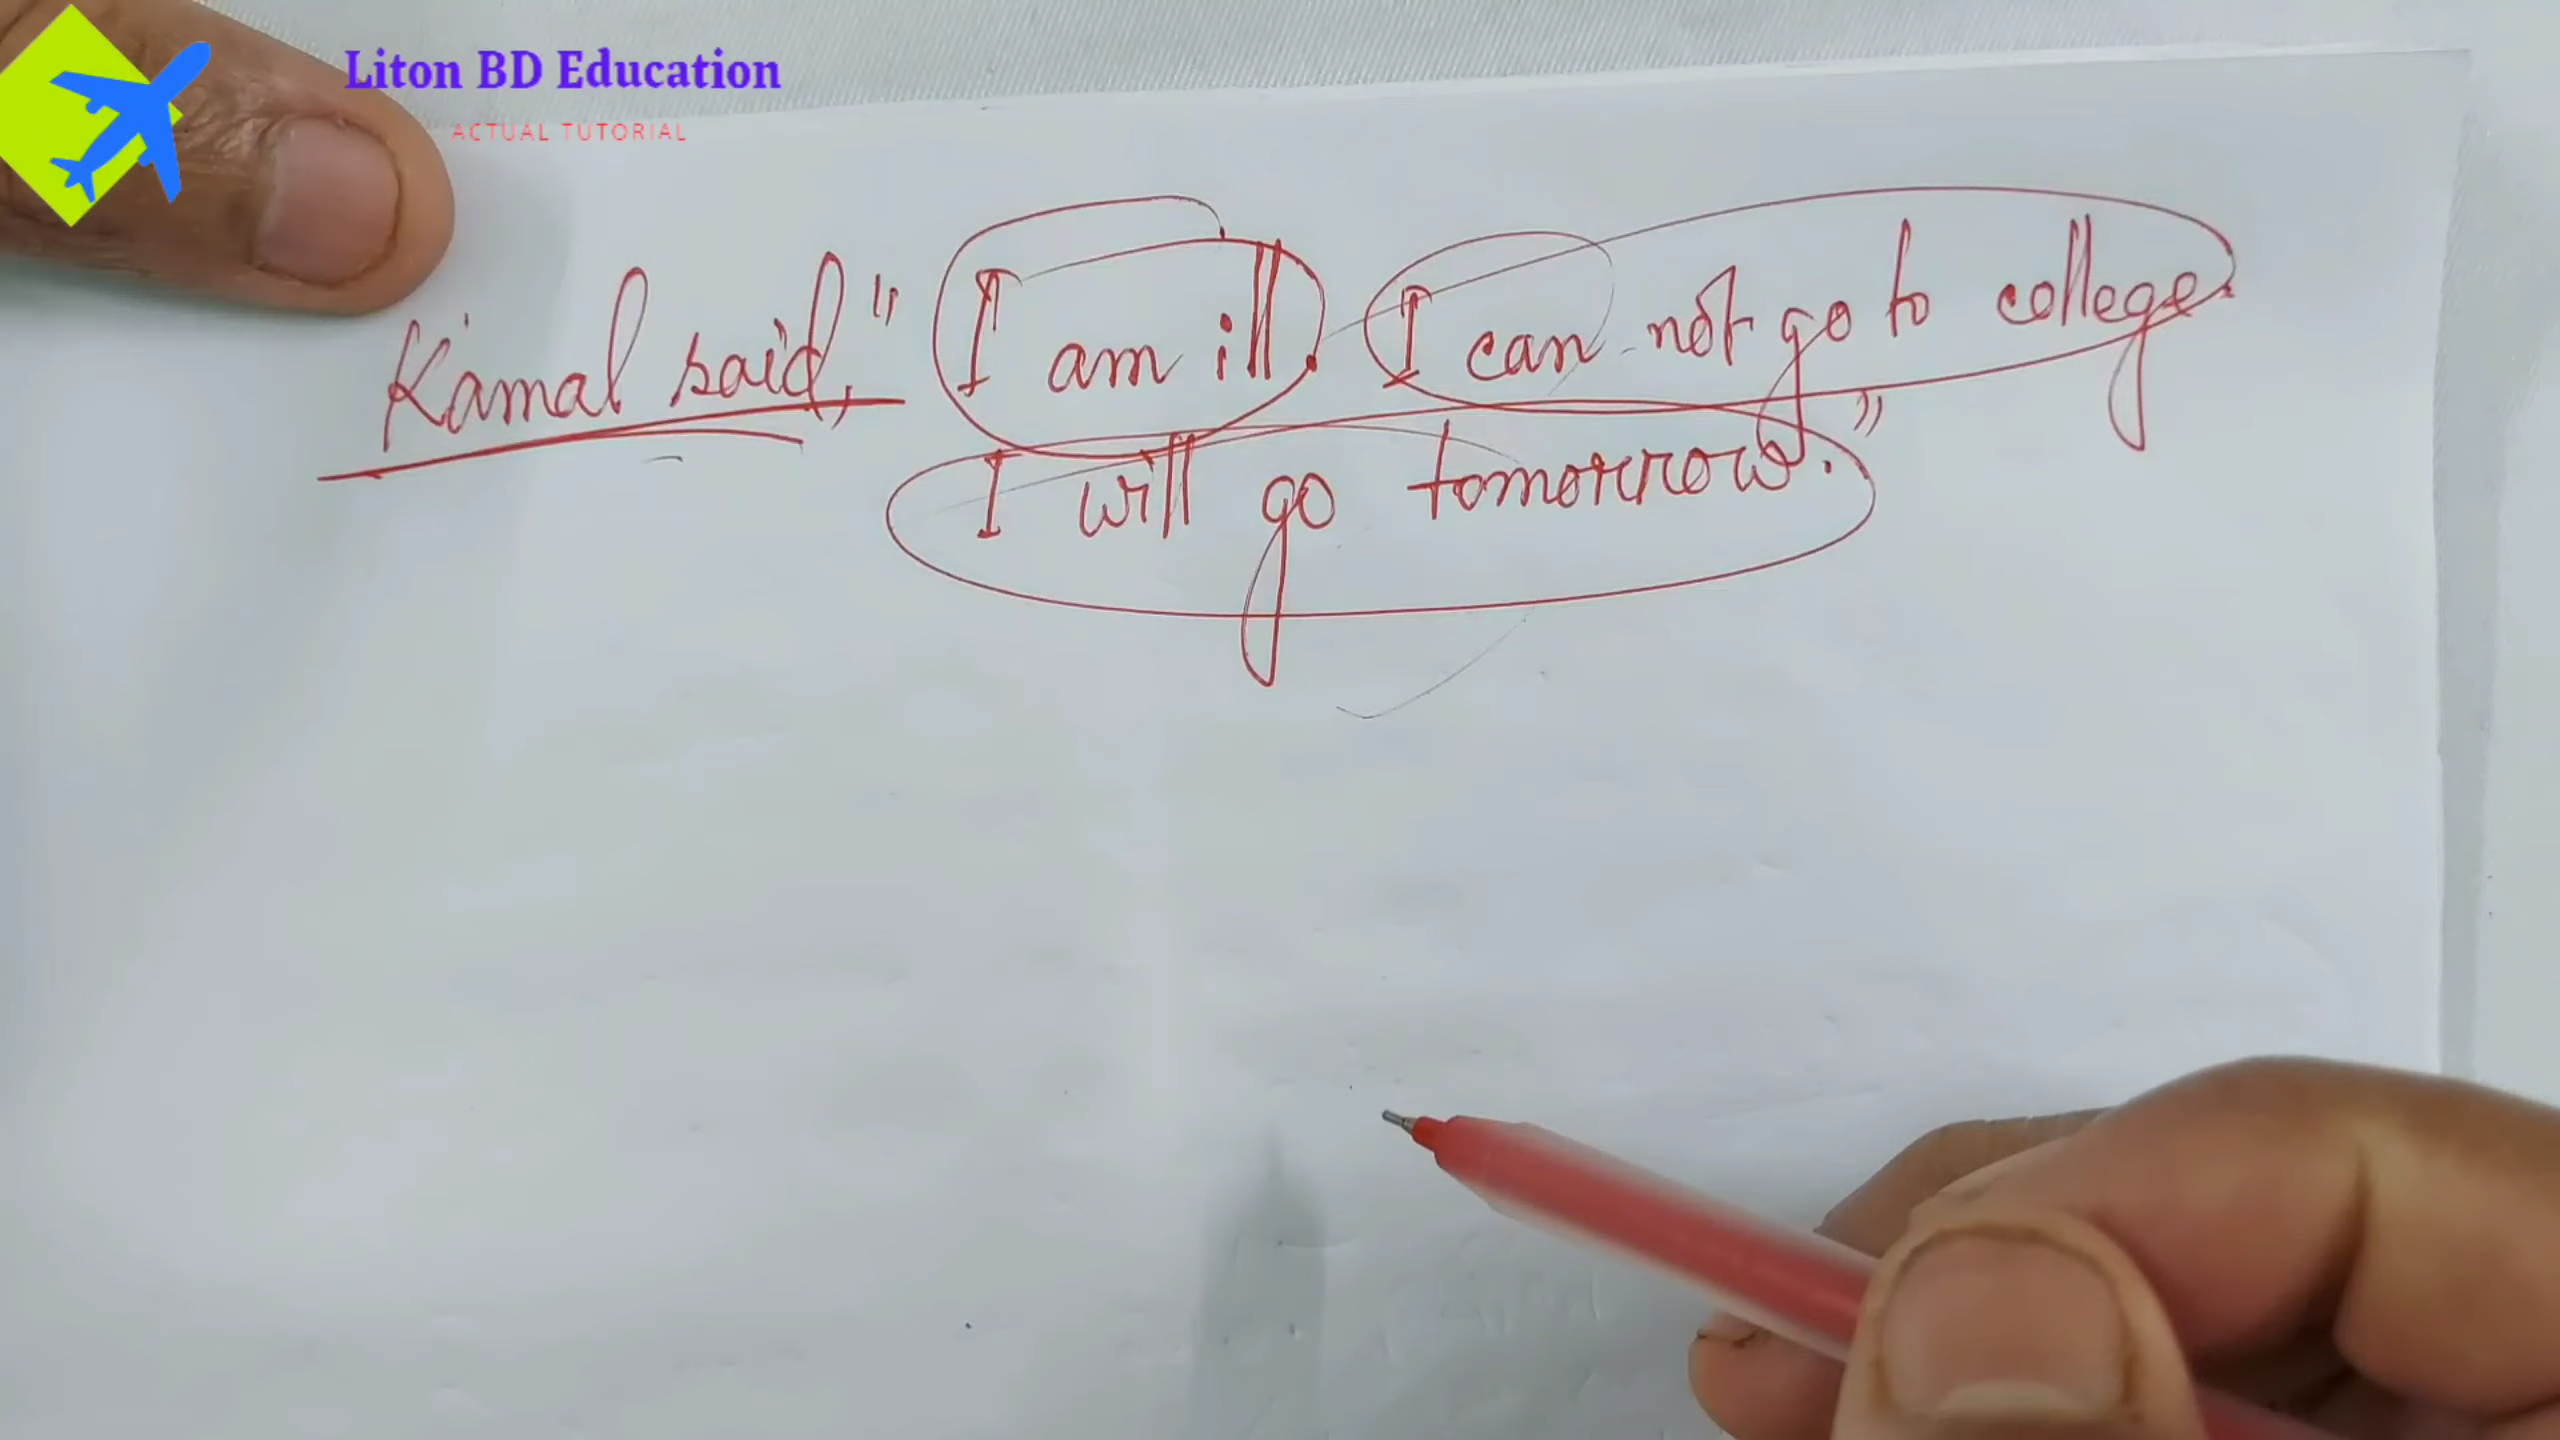 Liton BD Education
ACTUAL TUTORIAL
Kamal said, "I am ill. I can not go to college.
I will go tomorrow."